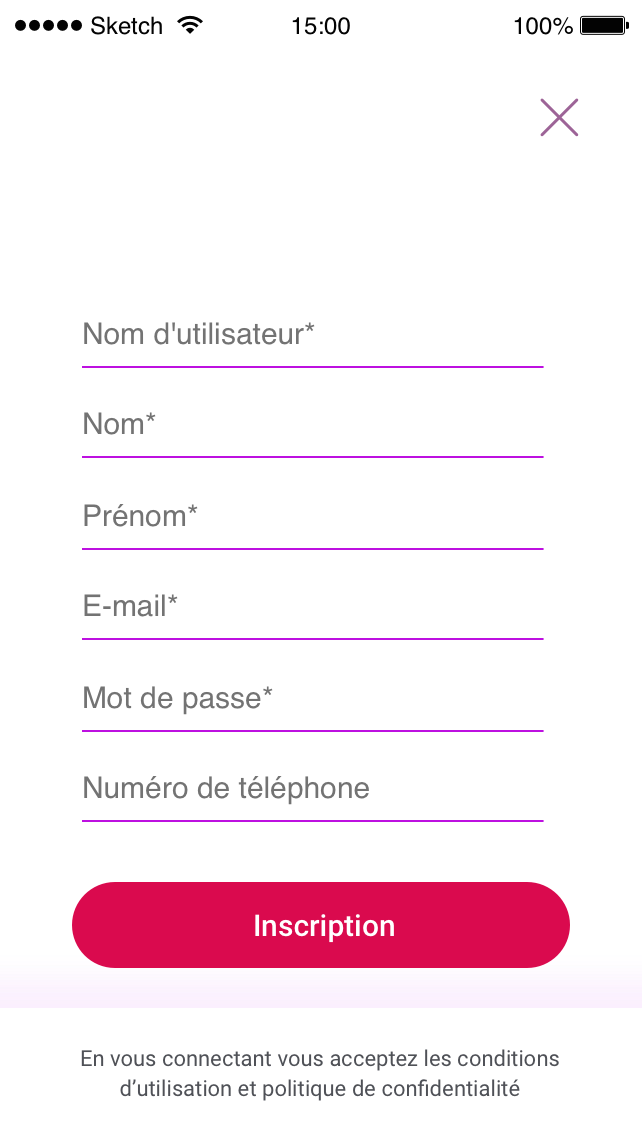 Sketch 15:00 100%
Nom d'utilisateur*
Nom*
Prénom*
E-mail*
Mot de passe*
Numéro de téléphone
Inscription
En vous connectant vous acceptez les conditions
d’utilisation et politique de confidentialité